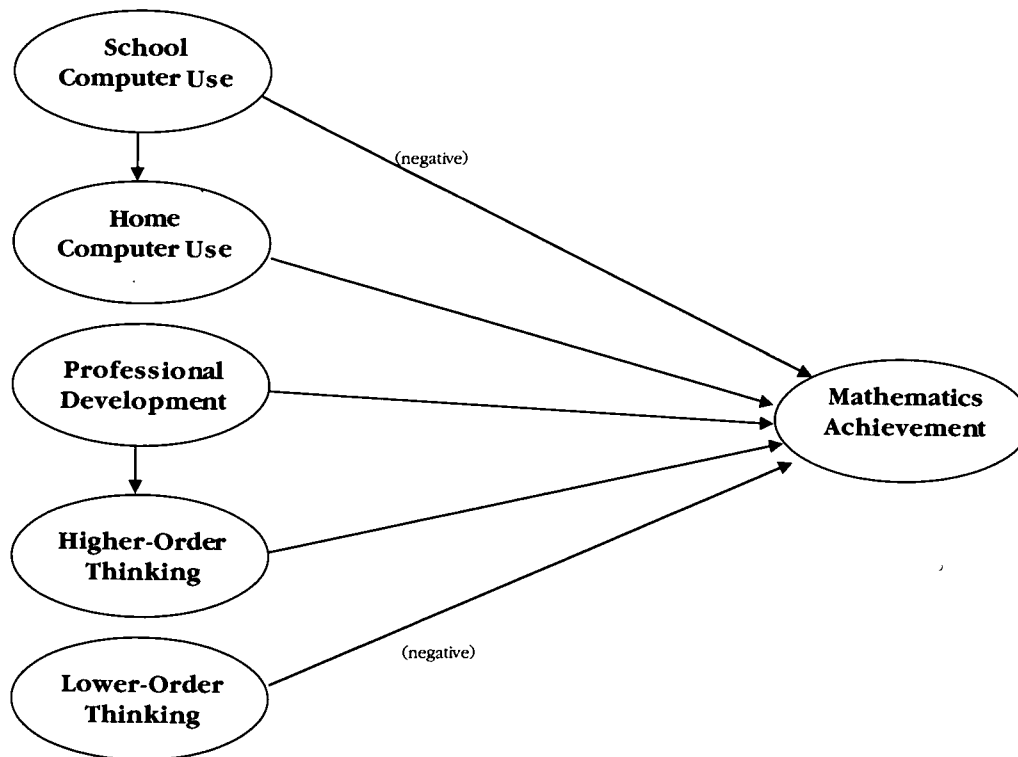 School
Computer Use
(negative)
Home
Computer Use
Professional
Development
Mathematics
Achievement
Higher-Order
Thinking
(negative)
Lower-Order
Thinking